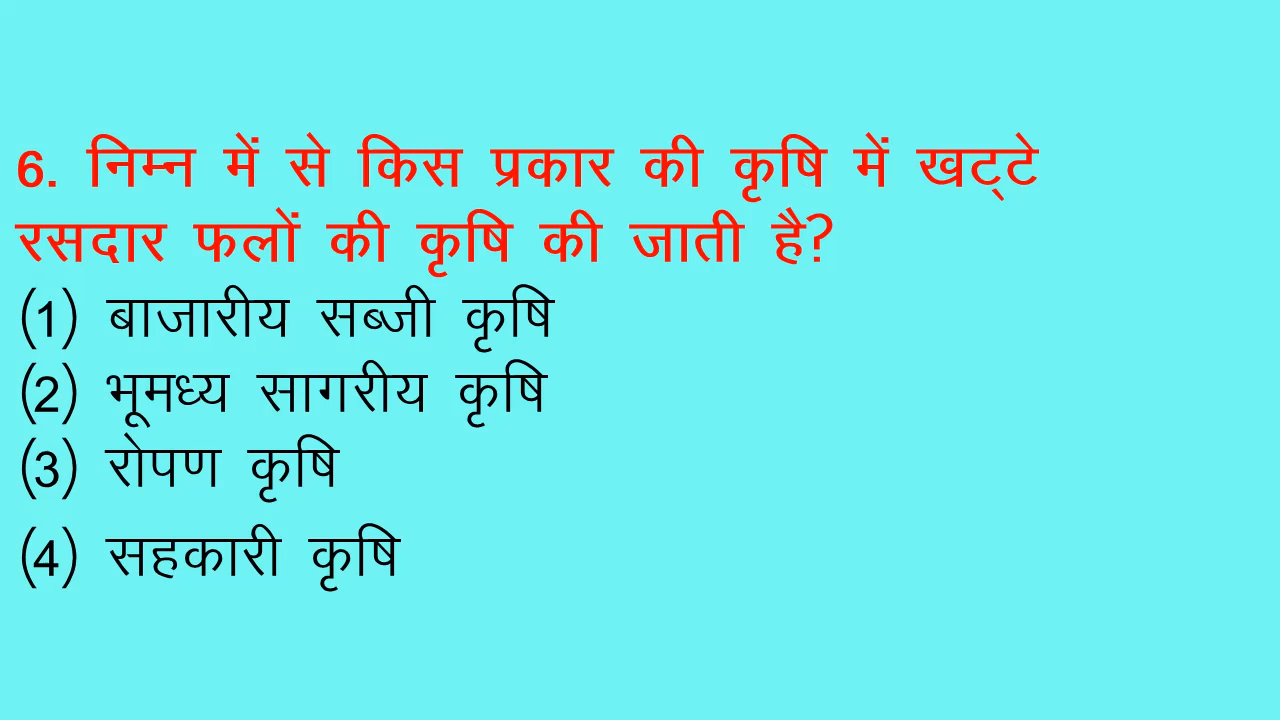 6. निम्न में से किस प्रकार की कृषि में खट्टे
रसदार फलों की कृषि की जाती है?
(1) बाजारीय सब्जी कृषि
(2) भूमध्य सागरीय कृषि
(3) रोपण कृषि
(4) सहकारी कृषि